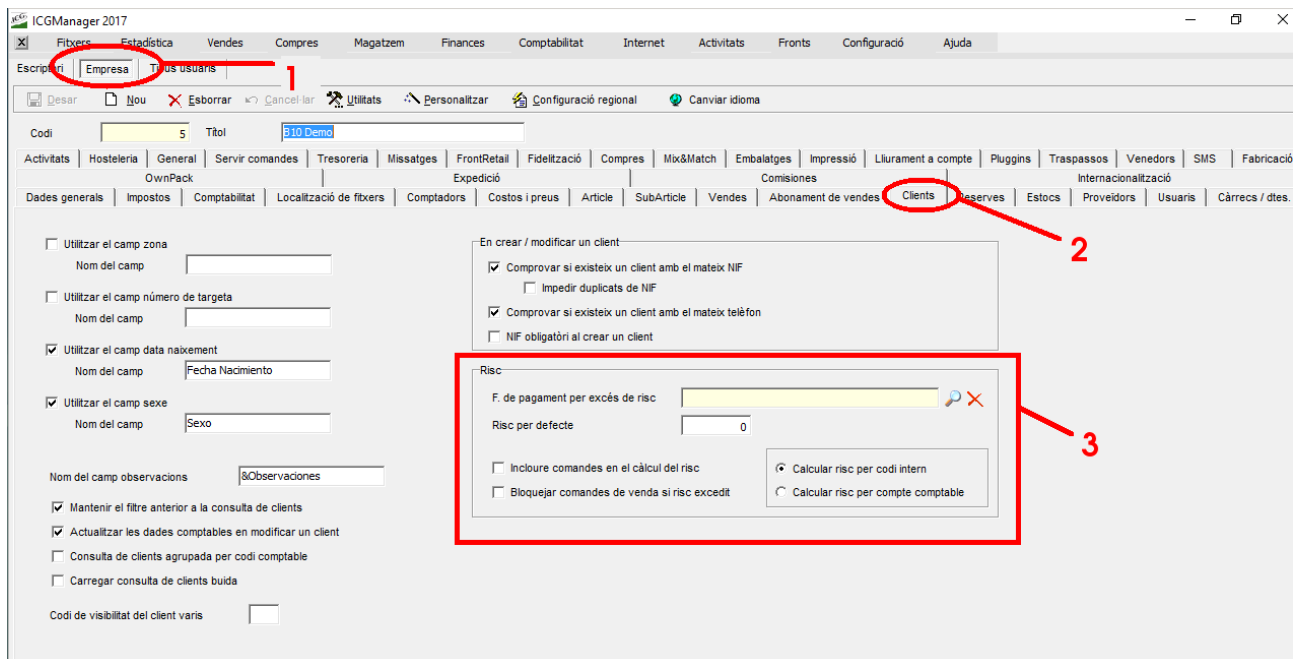 ICG ICGManager 2017
X Fitxers Estadística Vendes Compres Magatzem Finances Comptabilitat Internet Activitats Fronts Configuració Ajuda
Escriptori Empresa Tipus usuaris
1
Desar Nou Esborrar Cancel·lar Utilitats Personalitzar Configuració regional Canviar idioma
Codi 5 Títol 310 Demo
Activitats Hosteleria General Servir comandes Tresoreria Missatges FrontRetail Fidelització Compres Mix&Match Embalatges Impressió Lliurament a compte Pluggins Traspassos Venedors SMS Fabricació
OwnPack Expedició Comisiones Internacionalització
Dades generals Impostos Comptabilitat Localització de fitxers Comptadors Costos i preus Article SubArticle Vendes Abonament de vendes Clients Reserves Estocs Proveïdors Usuaris Càrrecs / dtes.
2
Utilitzar el camp zona
Nom del camp
Utilitzar el camp número de targeta
Nom del camp
Utilitzar el camp data naixement
Nom del camp Fecha Nacimiento
Utilitzar el camp sexe
Nom del camp Sexo
Nom del camp observacions &Observaciones
Mantenir el filtre anterior a la consulta de clients
Actualitzar les dades comptables en modificar un client
Consulta de clients agrupada per codi comptable
Carregar consulta de clients buida
Codi de visibilitat del client varis
En crear / modificar un client
Comprovar si existeix un client amb el mateix NIF
Impedir duplicats de NIF
Comprovar si existeix un client amb el mateix telèfon
NIF obligatòri al crear un client
Risc
F. de pagament per excés de risc
Risc per defecte 0
Incloure comandes en el càlcul del risc
Bloquejar comandes de venda si risc excedit
Calcular risc per codi intern
Calcular risc per compte comptable
3